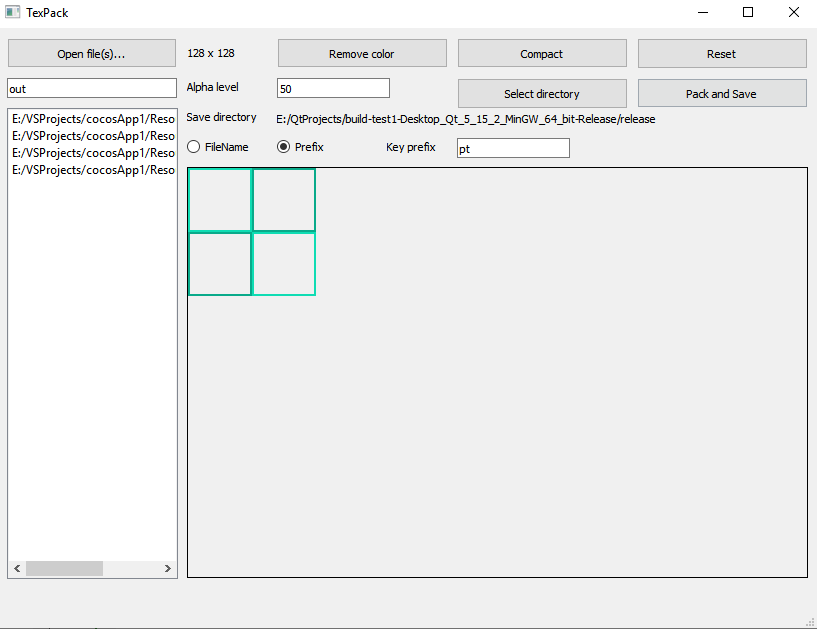 TexPack
Open file(s)... 128 x 128 Remove color Compact Reset
out Alpha level 50 Select directory Pack and Save
Save directory E:/QtProjects/build-test1-Desktop_Qt_5_15_2_MinGW_64_bit-Release/release
FileName Prefix Key prefix pt
E:/VSProjects/cocosApp1/Reso
E:/VSProjects/cocosApp1/Reso
E:/VSProjects/cocosApp1/Reso
E:/VSProjects/cocosApp1/Reso